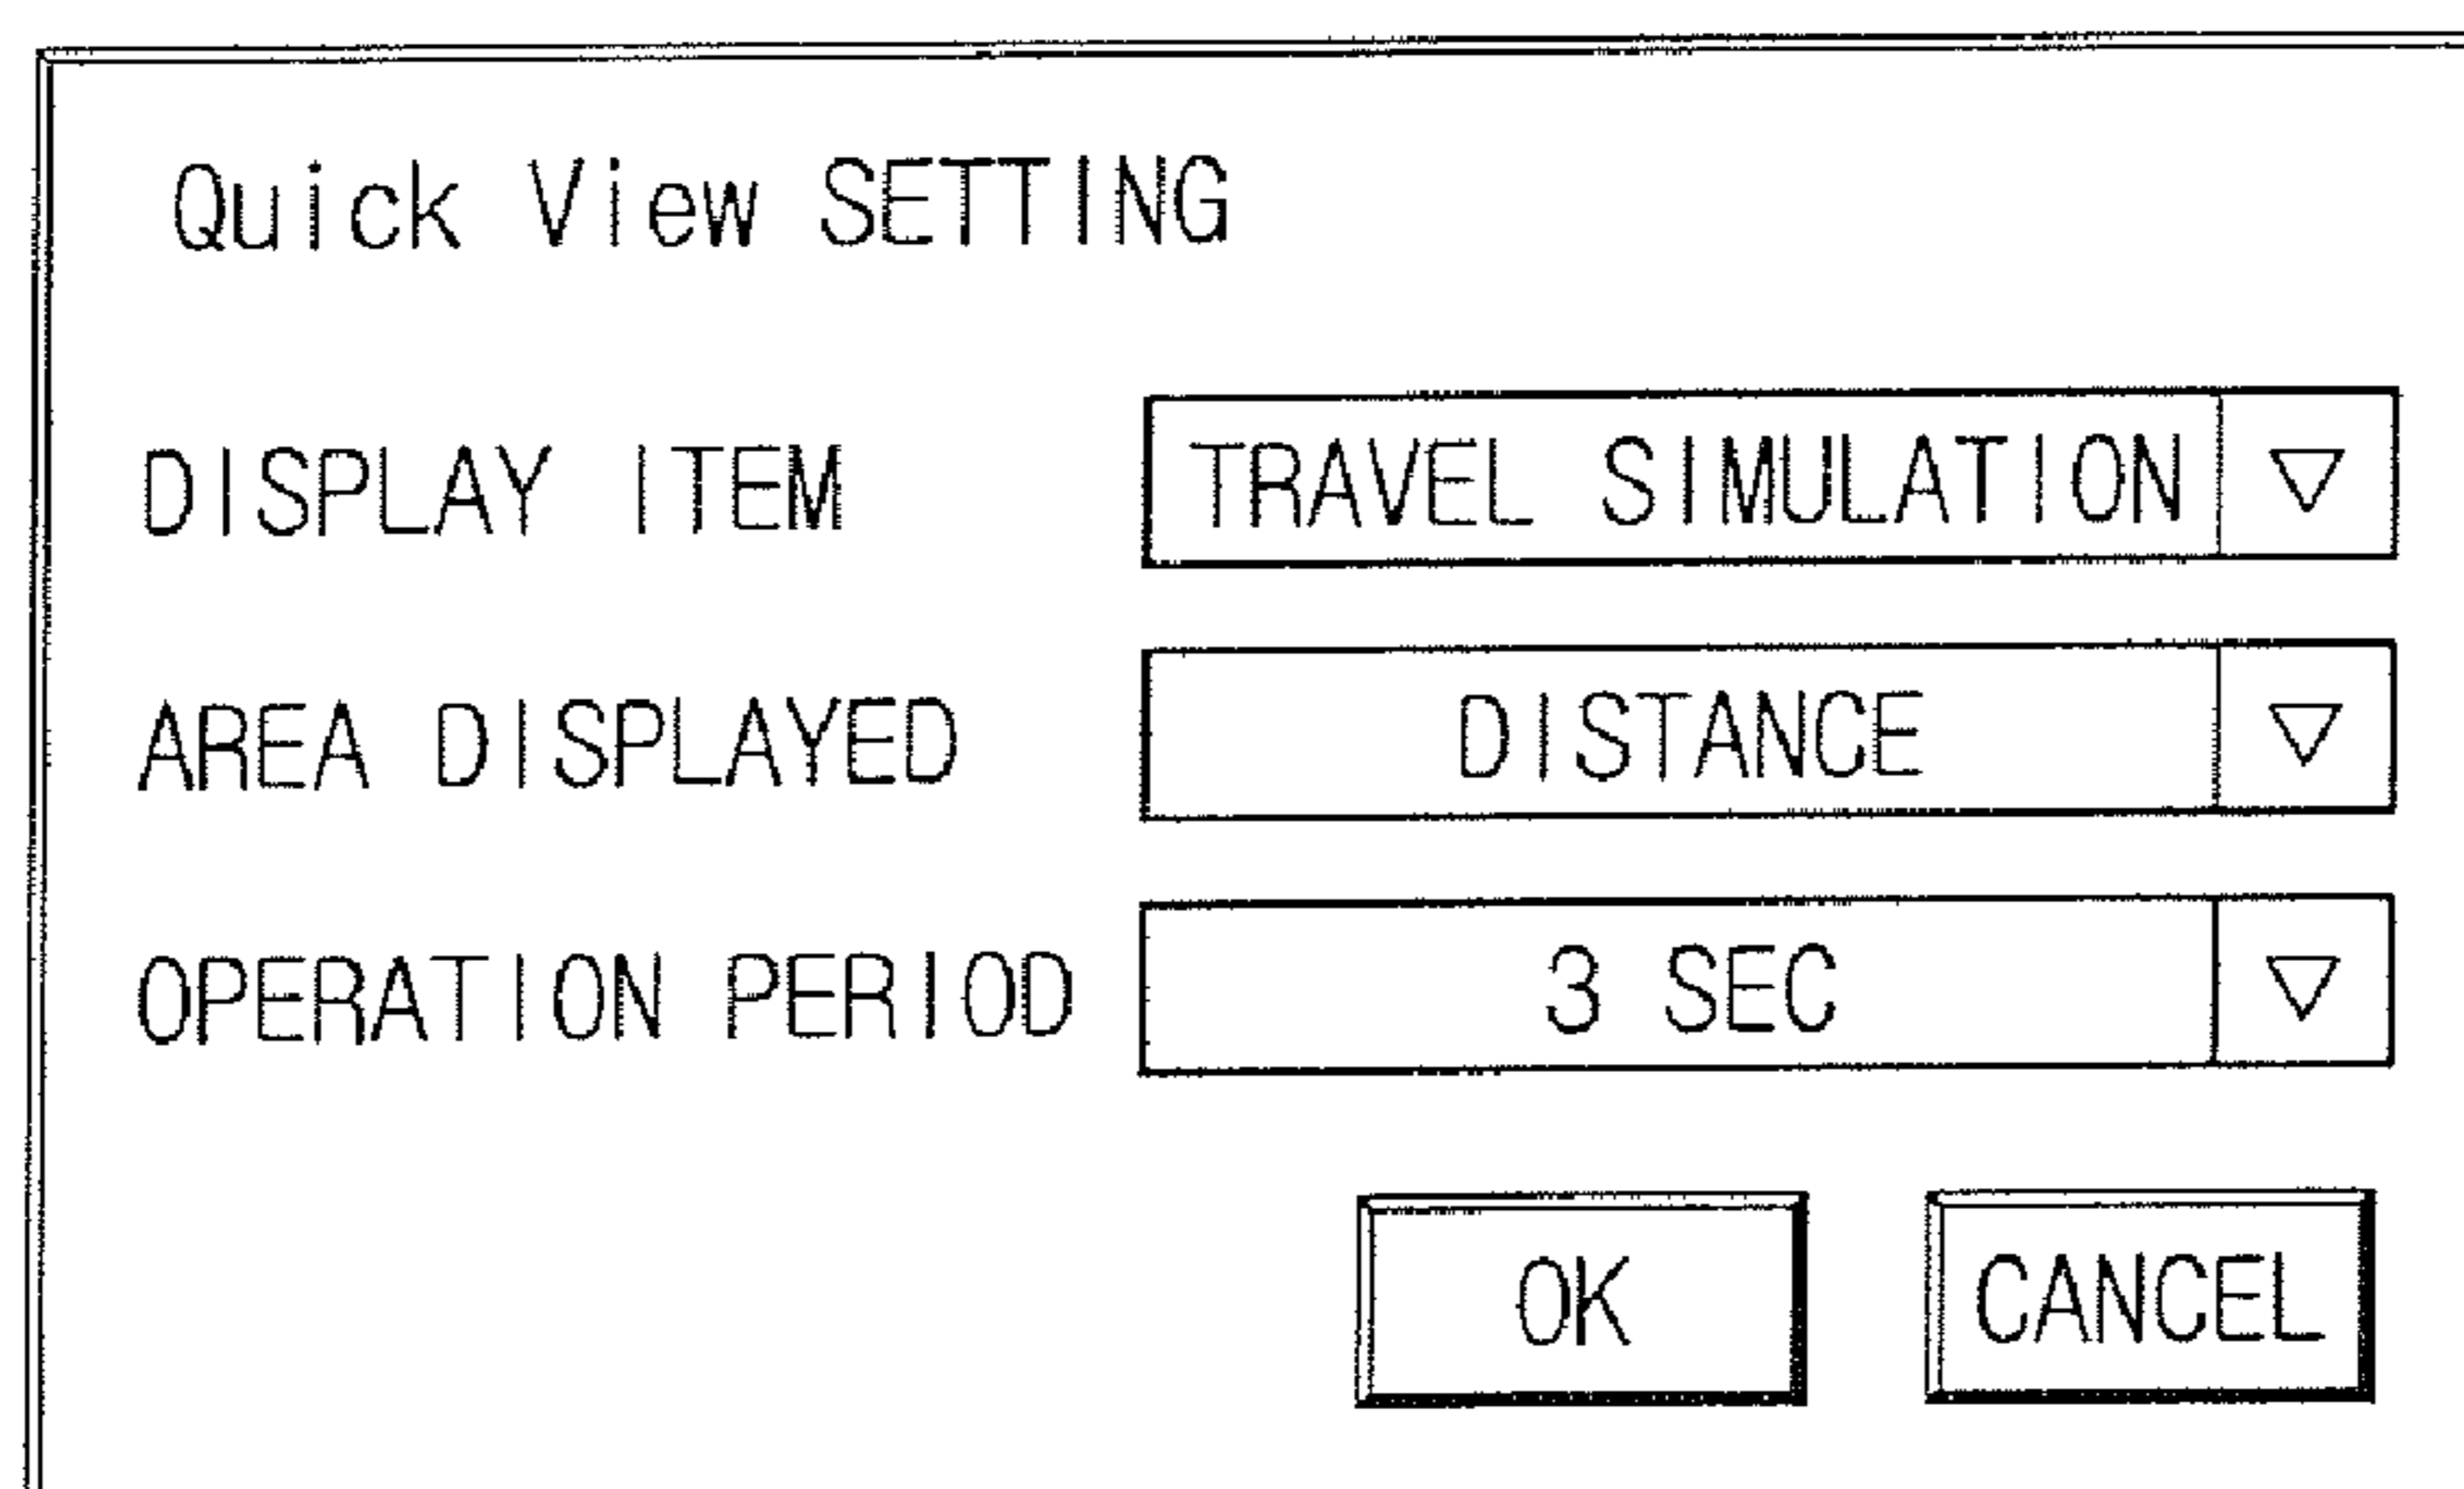 Quick View SETTING
DISPLAY ITEM TRAVEL SIMULATION ▽
AREA DISPLAYED DISTANCE ▽
OPERATION PERIOD 3 SEC ▽
OK CANCEL